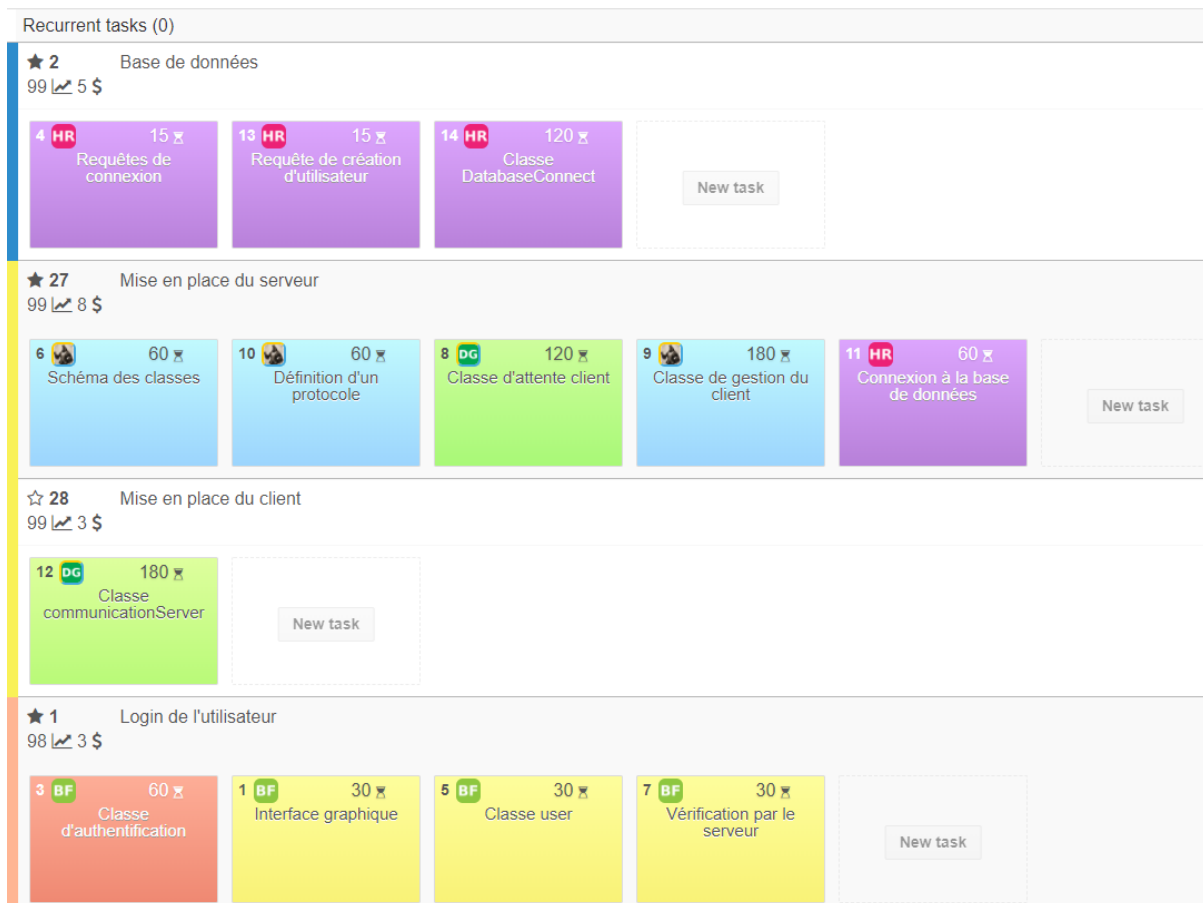 Recurrent tasks (0)
2 Base de données
99 5 $
4 HR 15
Requêtes de
connexion
13 HR 15
Requête de création
d'utilisateur
14 HR 120
Classe
DatabaseConnect
New task
27 Mise en place du serveur
99 8 $
6 60
Schéma des classes
10 60
Définition d'un
protocole
8 DG 120
Classe d'attente client
9 180
Classe de gestion du
client
11 HR 60
Connexion à la base
de données
New task
28 Mise en place du client
99 3 $
12 DG 180
Classe
communicationServer
New task
1 Login de l'utilisateur
98 3 $
3 BF 60
Classe
d'authentification
1 BF 30
Interface graphique
5 BF 30
Classe user
7 BF 30
Vérification par le
serveur
New task